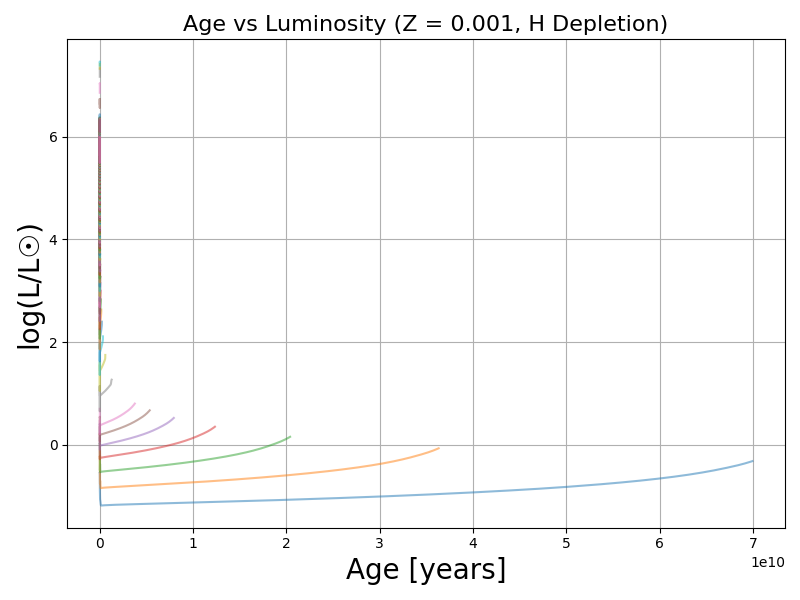 Age vs Luminosity (Z = 0.001, H Depletion)
log(L/L☉)
6
4
2
0
0 1 2 3 4 5 6 7
1e10
Age [years]